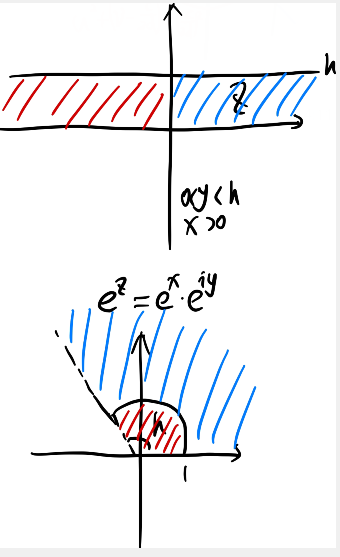 h
z
0<y<h
x>0
e^z = e^x · e^{iy}
h
1